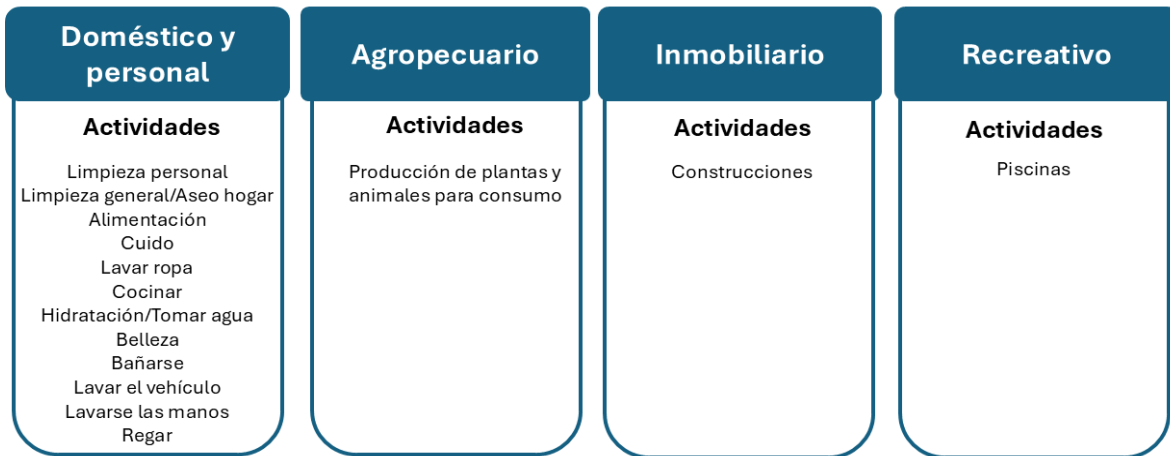 Doméstico y
personal
Actividades
Limpieza personal
Limpieza general/Aseo hogar
Alimentación
Cuido
Lavar ropa
Cocinar
Hidratación/Tomar agua
Belleza
Bañarse
Lavar el vehículo
Lavarse las manos
Regar
Agropecuario
Actividades
Producción de plantas y
animales para consumo
Inmobiliario
Actividades
Construcciones
Recreativo
Actividades
Piscinas